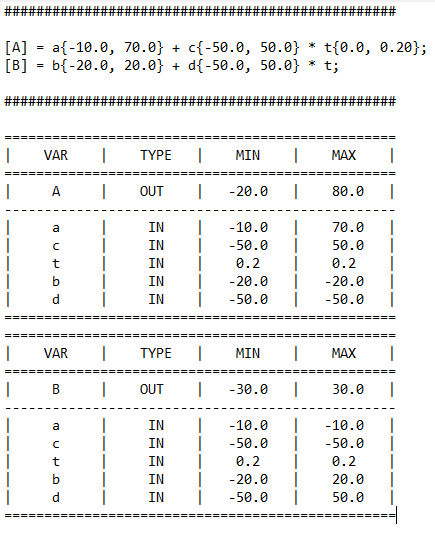 #################################################
[A] = a{-10.0, 70.0} + c{-50.0, 50.0} * t{0.0, 0.20};
[B] = b{-20.0, 20.0} + d{-50.0, 50.0} * t;
#################################################
=================================================
| VAR | TYPE | MIN | MAX |
=================================================
| A | OUT | -20.0 | 80.0 |
-------------------------------------------------
| a | IN | -10.0 | 70.0 |
| c | IN | -50.0 | 50.0 |
| t | IN | 0.2 | 0.2 |
| b | IN | -20.0 | -20.0 |
| d | IN | -50.0 | -50.0 |
=================================================
=================================================
| VAR | TYPE | MIN | MAX |
=================================================
| B | OUT | -30.0 | 30.0 |
-------------------------------------------------
| a | IN | -10.0 | -10.0 |
| c | IN | -50.0 | -50.0 |
| t | IN | 0.2 | 0.2 |
| b | IN | -20.0 | 20.0 |
| d | IN | -50.0 | 50.0 |
=================================================